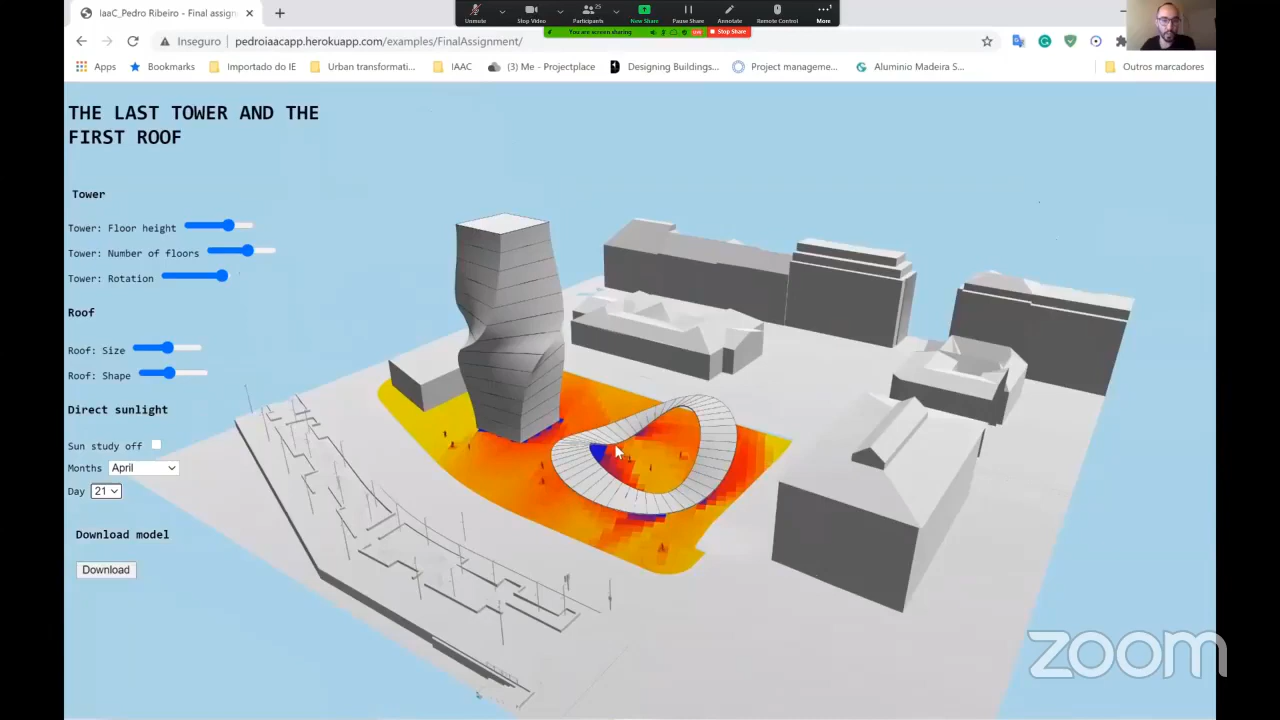 IaaC_Pedro Ribeiro - Final assign
Unmute
Stop Video
25
Participants
New Share
Pause Share
Annotate
Remote Control
More
You are screen sharing
Stop Share
Inseguro
pedroiaacapp.herokuapp.com/examples/FinalAssignment/
Apps
Bookmarks
Importado do IE
Urban transformati...
IAAC
(3) Me - Projectplace
Designing Buildings...
Project manageme...
Aluminio Madeira S...
Outros marcadores
THE LAST TOWER AND THE
FIRST ROOF
Tower
Tower: Floor height
Tower: Number of floors
Tower: Rotation
Roof
Roof: Size
Roof: Shape
Direct sunlight
Sun study off
Months April
Day 21
Download model
Download
zoom